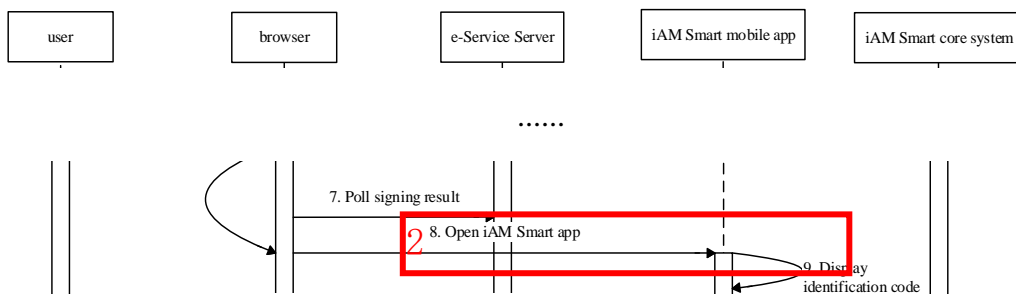 user
browser
e-Service Server
iAM Smart mobile app
iAM Smart core system
......
7. Poll signing result
2
8. Open iAM Smart app
9. Display
identification code